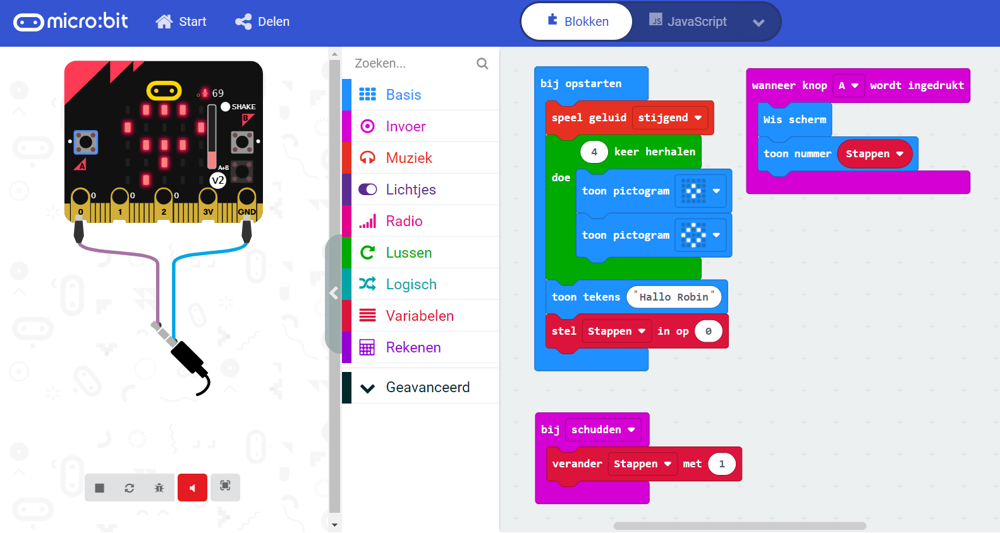 micro:bit
Start
Delen
Blokken
JS
JavaScript
69
SHAKE
B
A
A+B
V2
0
0
0
0
1
2
3V
GND
Zoeken...
Basis
Invoer
Muziek
Lichtjes
Radio
Lussen
Logisch
Variabelen
Rekenen
Geavanceerd
bij opstarten
speel geluid stijgend
4 keer herhalen
doe
toon pictogram
toon pictogram
toon tekens "Hallo Robin"
stel Stappen in op 0
wanneer knop A wordt ingedrukt
Wis scherm
toon nummer Stappen
bij schudden
verander Stappen met 1